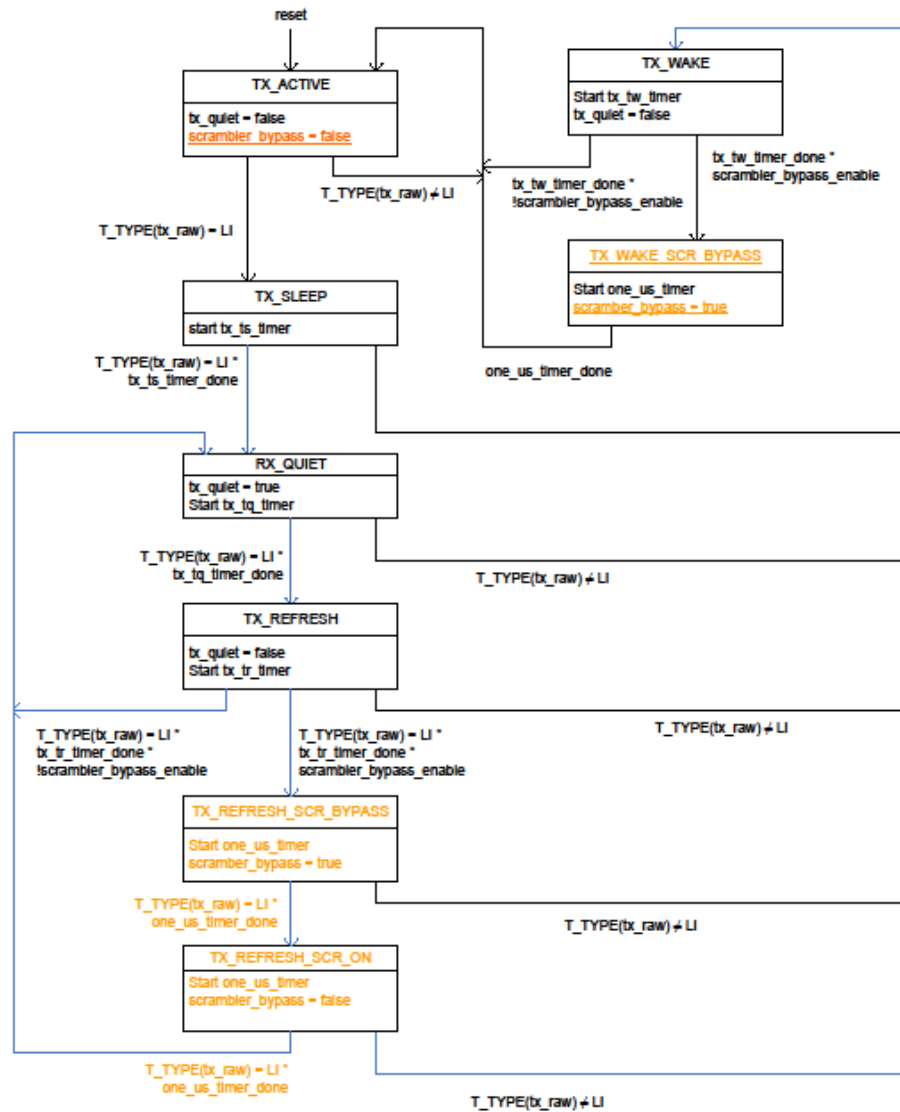 reset
TX_ACTIVE
tx_quiet = false
scrambler_bypass = false
T_TYPE(tx_raw) ≠ LI
T_TYPE(tx_raw) = LI
TX_WAKE
Start tx_tw_timer
tx_quiet = false
tx_tw_timer_done *
!scrambler_bypass_enable
tx_tw_timer_done *
scrambler_bypass_enable
TX_WAKE_SCR_BYPASS
Start one_us_timer
scramber_bypass = true
one_us_timer_done
TX_SLEEP
start tx_ts_timer
T_TYPE(tx_raw) = LI *
tx_ts_timer_done
RX_QUIET
tx_quiet = true
Start tx_tq_timer
T_TYPE(tx_raw) = LI *
tx_tq_timer_done
T_TYPE(tx_raw) ≠ LI
TX_REFRESH
tx_quiet = false
Start tx_tr_timer
T_TYPE(tx_raw) = LI *
tx_tr_timer_done *
!scrambler_bypass_enable
T_TYPE(tx_raw) = LI *
tx_tr_timer_done *
scrambler_bypass_enable
T_TYPE(tx_raw) ≠ LI
TX_REFRESH_SCR_BYPASS
Start one_us_timer
scramber_bypass = true
T_TYPE(tx_raw) = LI *
one_us_timer_done
T_TYPE(tx_raw) ≠ LI
TX_REFRESH_SCR_ON
Start one_us_timer
scrambler_bypass = false
T_TYPE(tx_raw) = LI *
one_us_timer_done
T_TYPE(tx_raw) ≠ LI